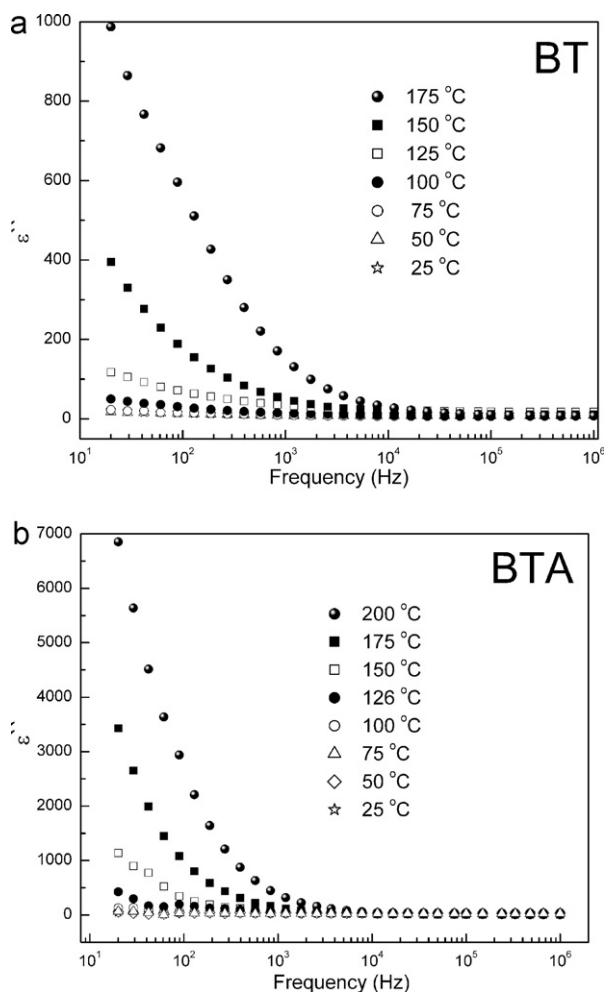 a
BT
1000
800
600
400
200
0
ε``
175 °C
150 °C
125 °C
100 °C
75 °C
50 °C
25 °C
10¹ 10² 10³ 10⁴ 10⁵ 10⁶
Frequency (Hz)
b
BTA
7000
6000
5000
4000
3000
2000
1000
0
ε``
200 °C
175 °C
150 °C
126 °C
100 °C
75 °C
50 °C
25 °C
10¹ 10² 10³ 10⁴ 10⁵ 10⁶
Frequency (Hz)